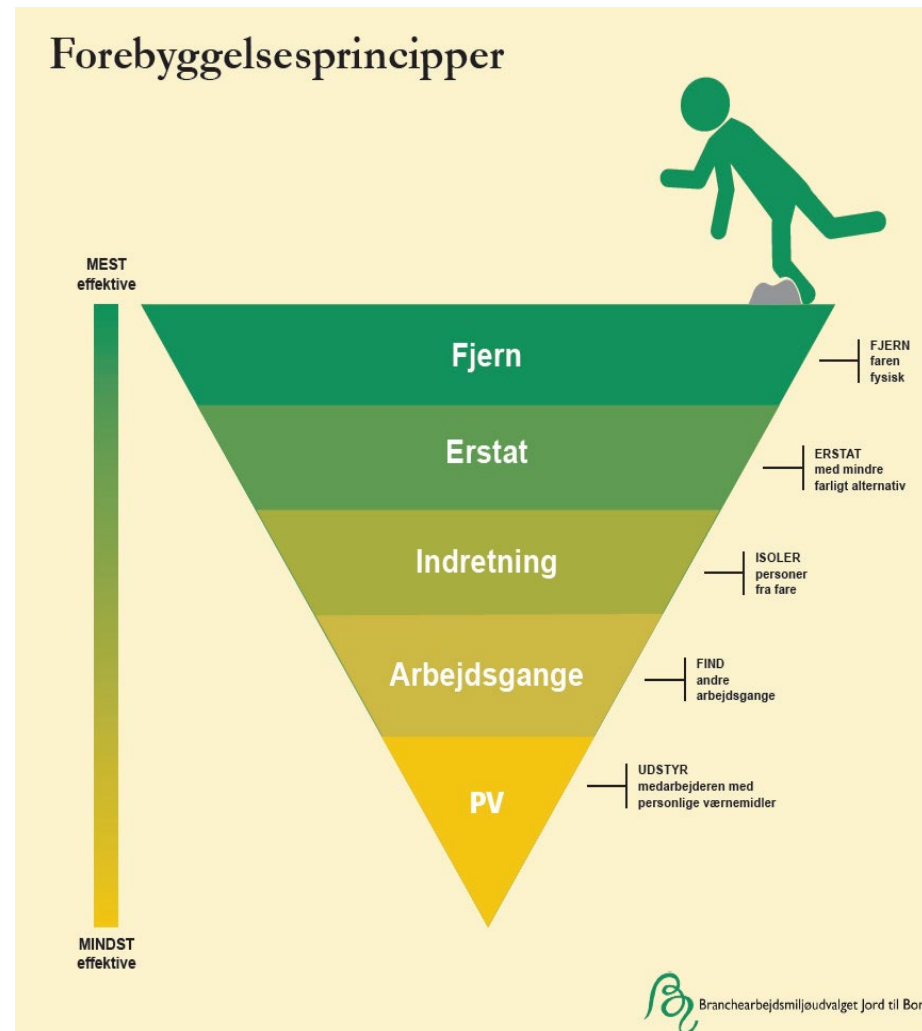 Forebyggelsesprincipper
MEST
effektive
Fjern
FJERN
faren
fysisk
Erstat
ERSTAT
med mindre
farligt alternativ
Indretning
ISOLER
personer
fra fare
Arbejdsgange
FIND
andre
arbejdsgange
PV
UDSTYR
medarbejderen med
personlige værnemidler
MINDST
effektive
Branchearbejdsmiljøudvalget Jord til